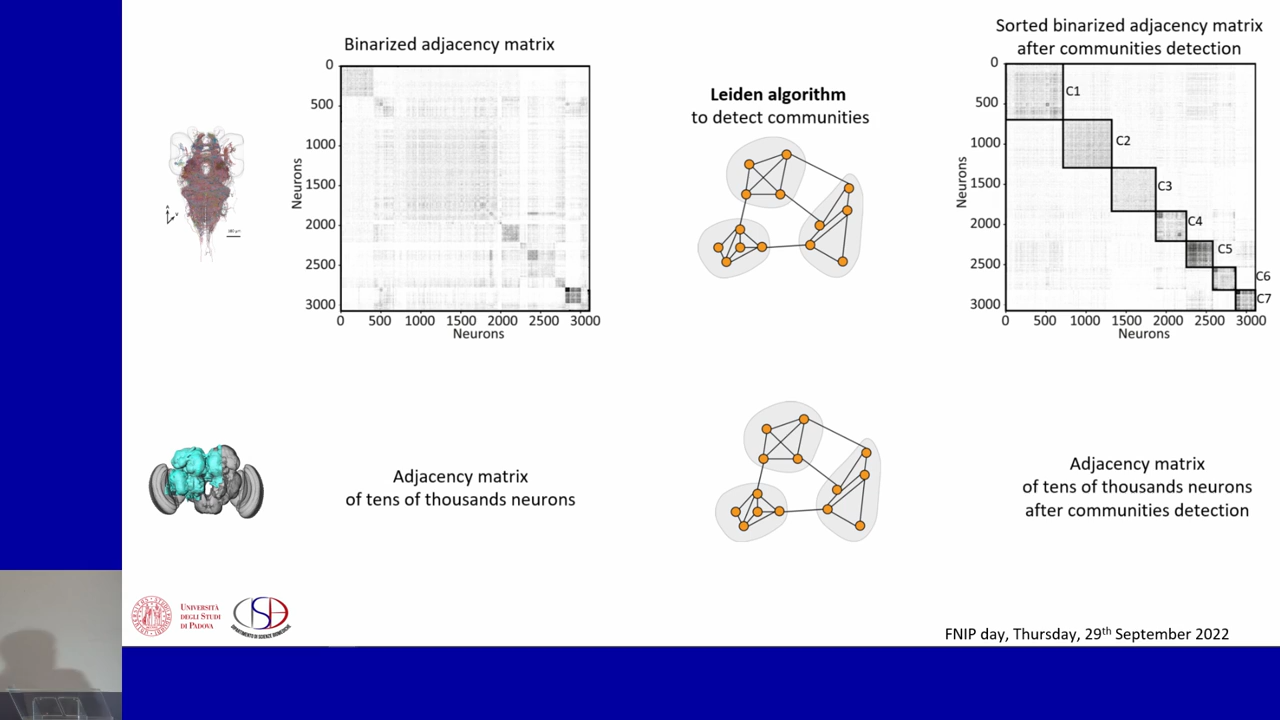 Binarized adjacency matrix
0
500
1000
1500
2000
2500
3000
Neurons
0 500 1000 1500 2000 2500 3000
Neurons
Leiden algorithm
to detect communities
Sorted binarized adjacency matrix
after communities detection
0
500
1000
1500
2000
2500
3000
Neurons
C1
C2
C3
C4
C5
C6
C7
0 500 1000 1500 2000 2500 3000
Neurons
Adjacency matrix
of tens of thousands neurons
Adjacency matrix
of tens of thousands neurons
after communities detection
UNIVERSITÀ
DEGLI STUDI
DI PADOVA
DIPARTIMENTO DI SCIENZE BIOMEDICHE
FNIP day, Thursday, 29th September 2022